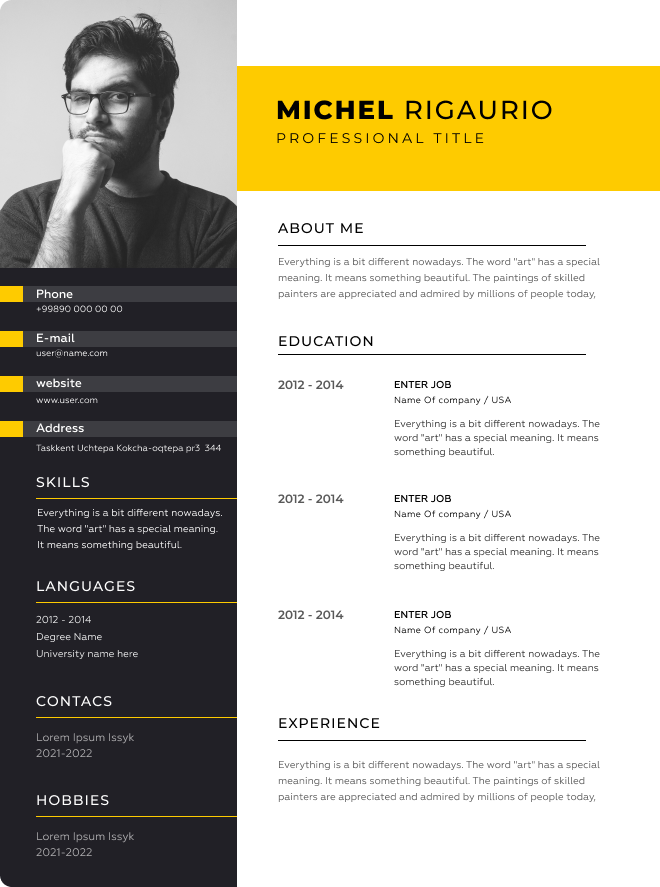 MICHEL RIGAURIO
PROFESSIONAL TITLE
Phone
+99890 000 00 00
E-mail
user@name.com
website
www.user.com
Address
Taskkent Uchtepa Kokcha-oqtepa pr3 344
SKILLS
Everything is a bit different nowadays.
The word "art" has a special meaning.
It means something beautiful.
LANGUAGES
2012 - 2014
Degree Name
University name here
CONTACS
Lorem Ipsum Issyk
2021-2022
HOBBIES
Lorem Ipsum Issyk
2021-2022
ABOUT ME
Everything is a bit different nowadays. The word "art" has a special
meaning. It means something beautiful. The paintings of skilled
painters are appreciated and admired by millions of people today,
EDUCATION
2012 - 2014
ENTER JOB
Name Of company / USA
Everything is a bit different nowadays. The
word "art" has a special meaning. It means
something beautiful.
2012 - 2014
ENTER JOB
Name Of company / USA
Everything is a bit different nowadays. The
word "art" has a special meaning. It means
something beautiful.
2012 - 2014
ENTER JOB
Name Of company / USA
Everything is a bit different nowadays. The
word "art" has a special meaning. It means
something beautiful.
EXPERIENCE
Everything is a bit different nowadays. The word "art" has a special
meaning. It means something beautiful. The paintings of skilled
painters are appreciated and admired by millions of people today,